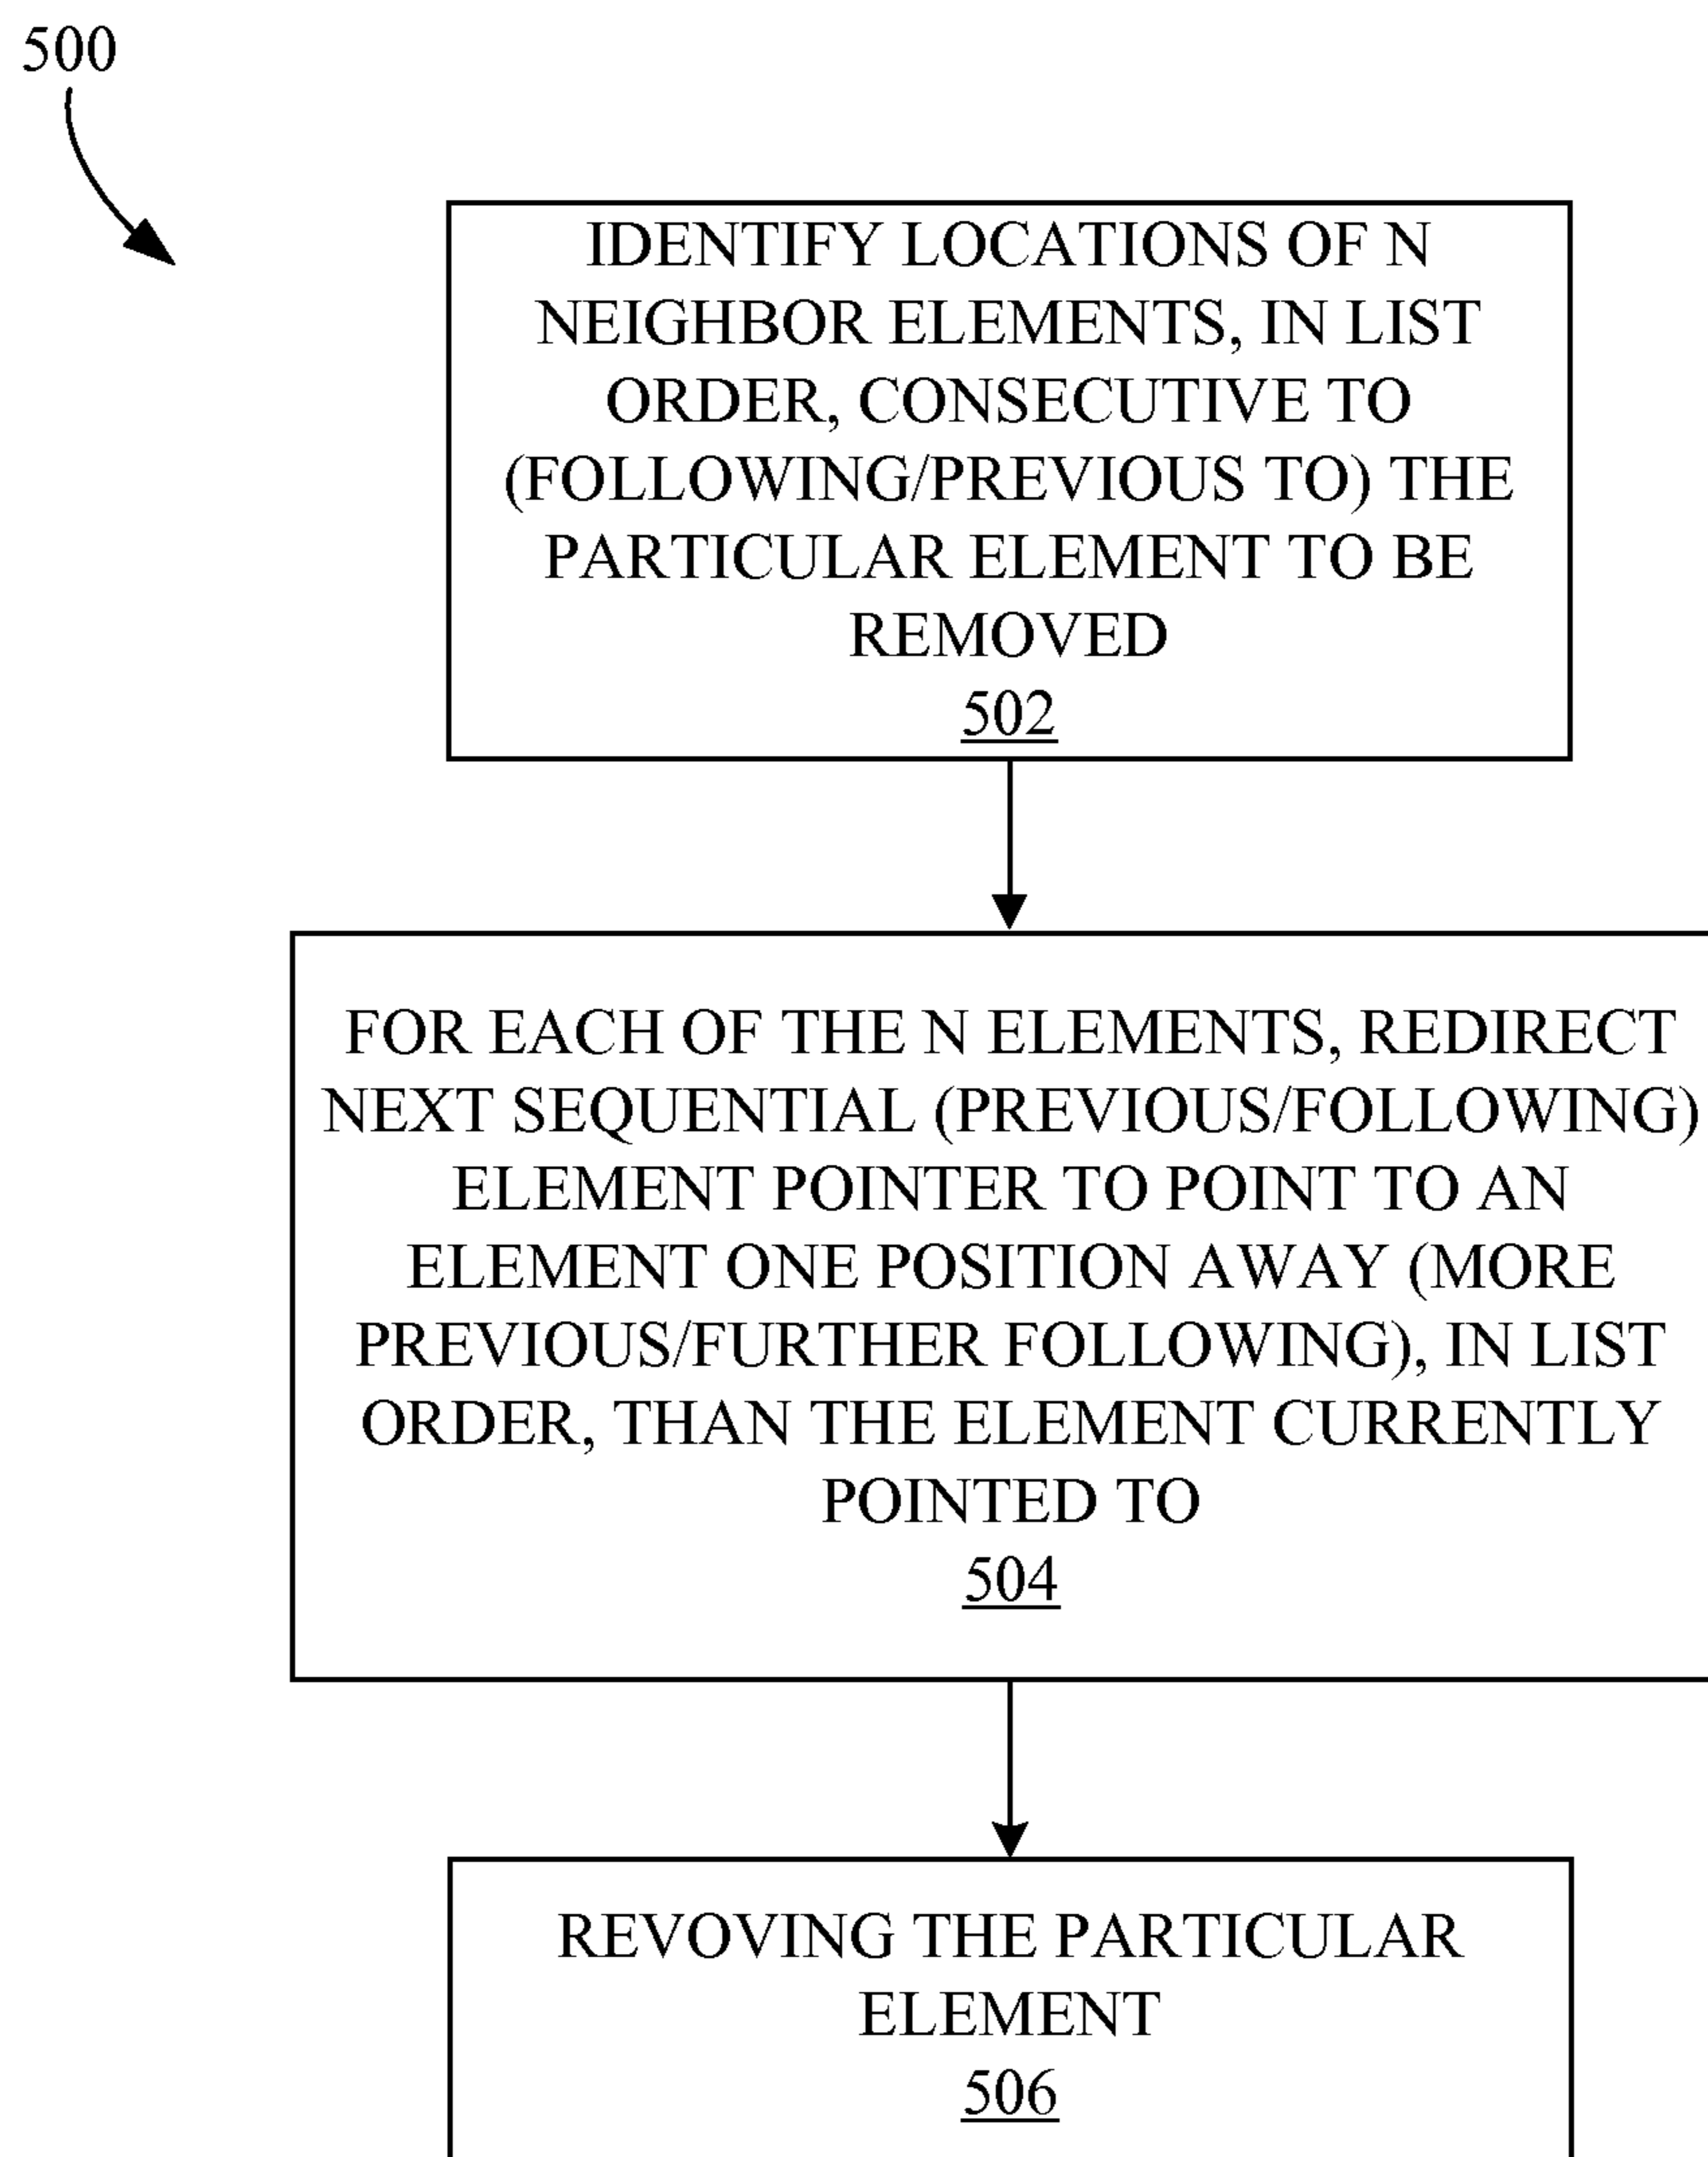 500
IDENTIFY LOCATIONS OF N
NEIGHBOR ELEMENTS, IN LIST
ORDER, CONSECUTIVE TO
(FOLLOWING/PREVIOUS TO) THE
PARTICULAR ELEMENT TO BE
REMOVED
502
FOR EACH OF THE N ELEMENTS, REDIRECT
NEXT SEQUENTIAL (PREVIOUS/FOLLOWING)
ELEMENT POINTER TO POINT TO AN
ELEMENT ONE POSITION AWAY (MORE
PREVIOUS/FURTHER FOLLOWING), IN LIST
ORDER, THAN THE ELEMENT CURRENTLY
POINTED TO
504
REVOVING THE PARTICULAR
ELEMENT
506